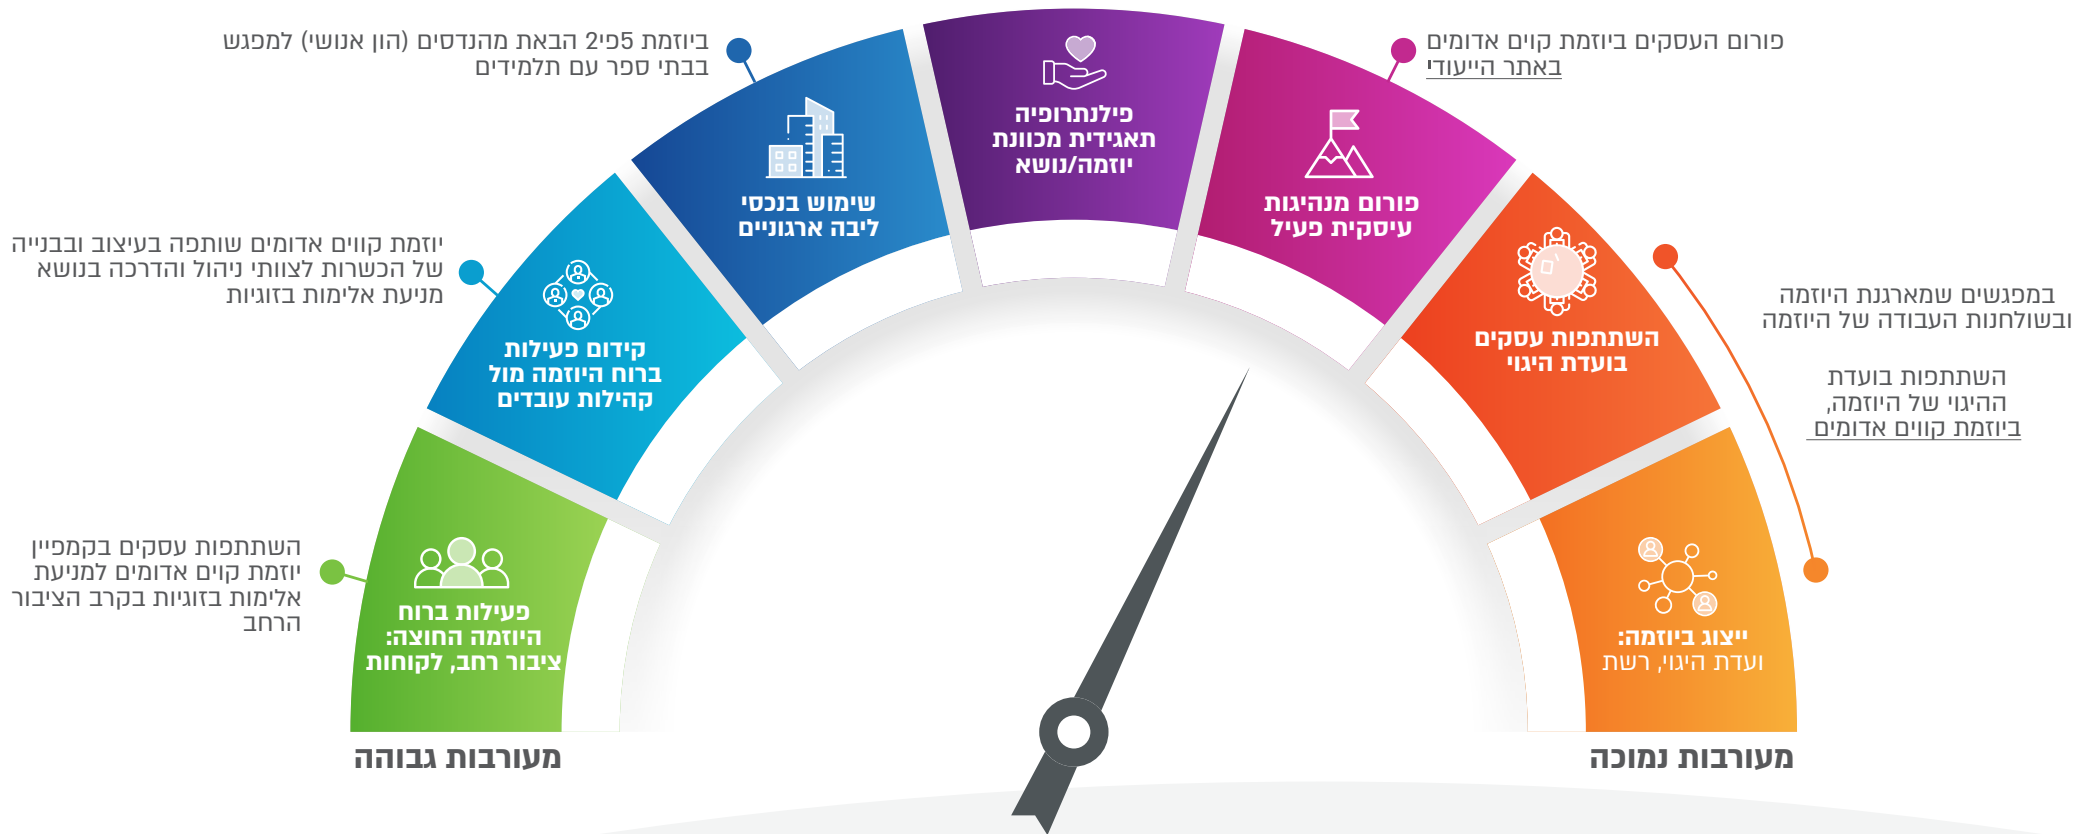 פורום העסקים ביוזמת קוים אדומים
באתר הייעודי
ביוזמת 5פי2 הבאת מהנדסים (הון אנושי) למפגש
בבתי ספר עם תלמידים
יוזמת קווים אדומים שותפה בעיצוב ובבנייה
של הכשרות לצוותי ניהול והדרכה בנושא
מניעת אלימות בזוגיות
השתתפות עסקים בקמפיין
יוזמת קוים אדומים למניעת
אלימות בזוגיות בקרב הציבור
הרחב
במפגשים שמארגנת היוזמה
ובשולחנות העבודה של היוזמה
השתתפות בועדת
ההיגוי של היוזמה,
ביוזמת קווים אדומים
ייצוג ביוזמה:
ועדת היגוי, רשת
השתתפות עסקים
בועדת היגוי
פורום מנהיגות
עיסקית פעיל
פילנתרופיה
תאגידית מכוונת
יוזמה/נושא
שימוש בנכסי
ליבה ארגוניים
קידום פעילות
ברוח היוזמה מול
קהילות עובדים
פעילות ברוח
היוזמה החוצה:
ציבור רחב, לקוחות
מעורבות נמוכה
מעורבות גבוהה